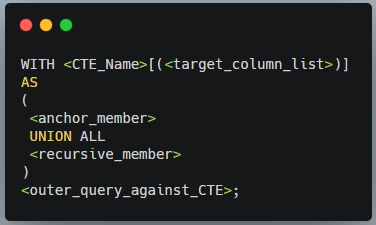 WITH <CTE_Name>[(<target_column_list>)]
AS
(
<anchor_member>
UNION ALL
<recursive_member>
)
<outer_query_against_CTE>;